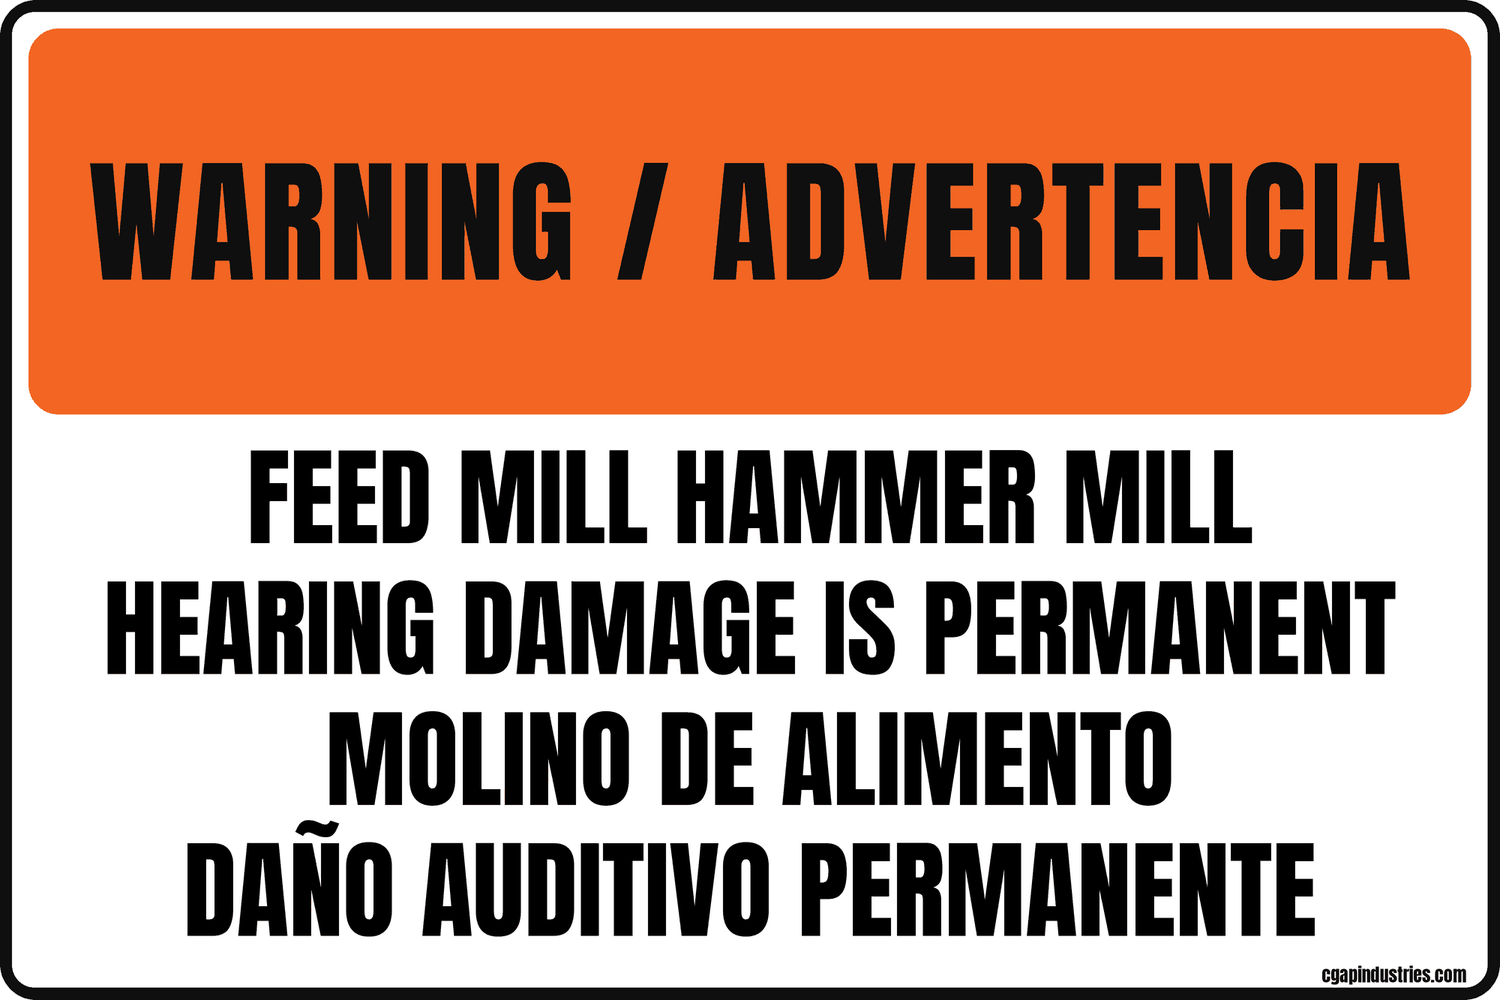 WARNING / ADVERTENCIA
FEED MILL HAMMER MILL
HEARING DAMAGE IS PERMANENT
MOLINO DE ALIMENTO
DAÑO AUDITIVO PERMANENTE
cgapindustries.com